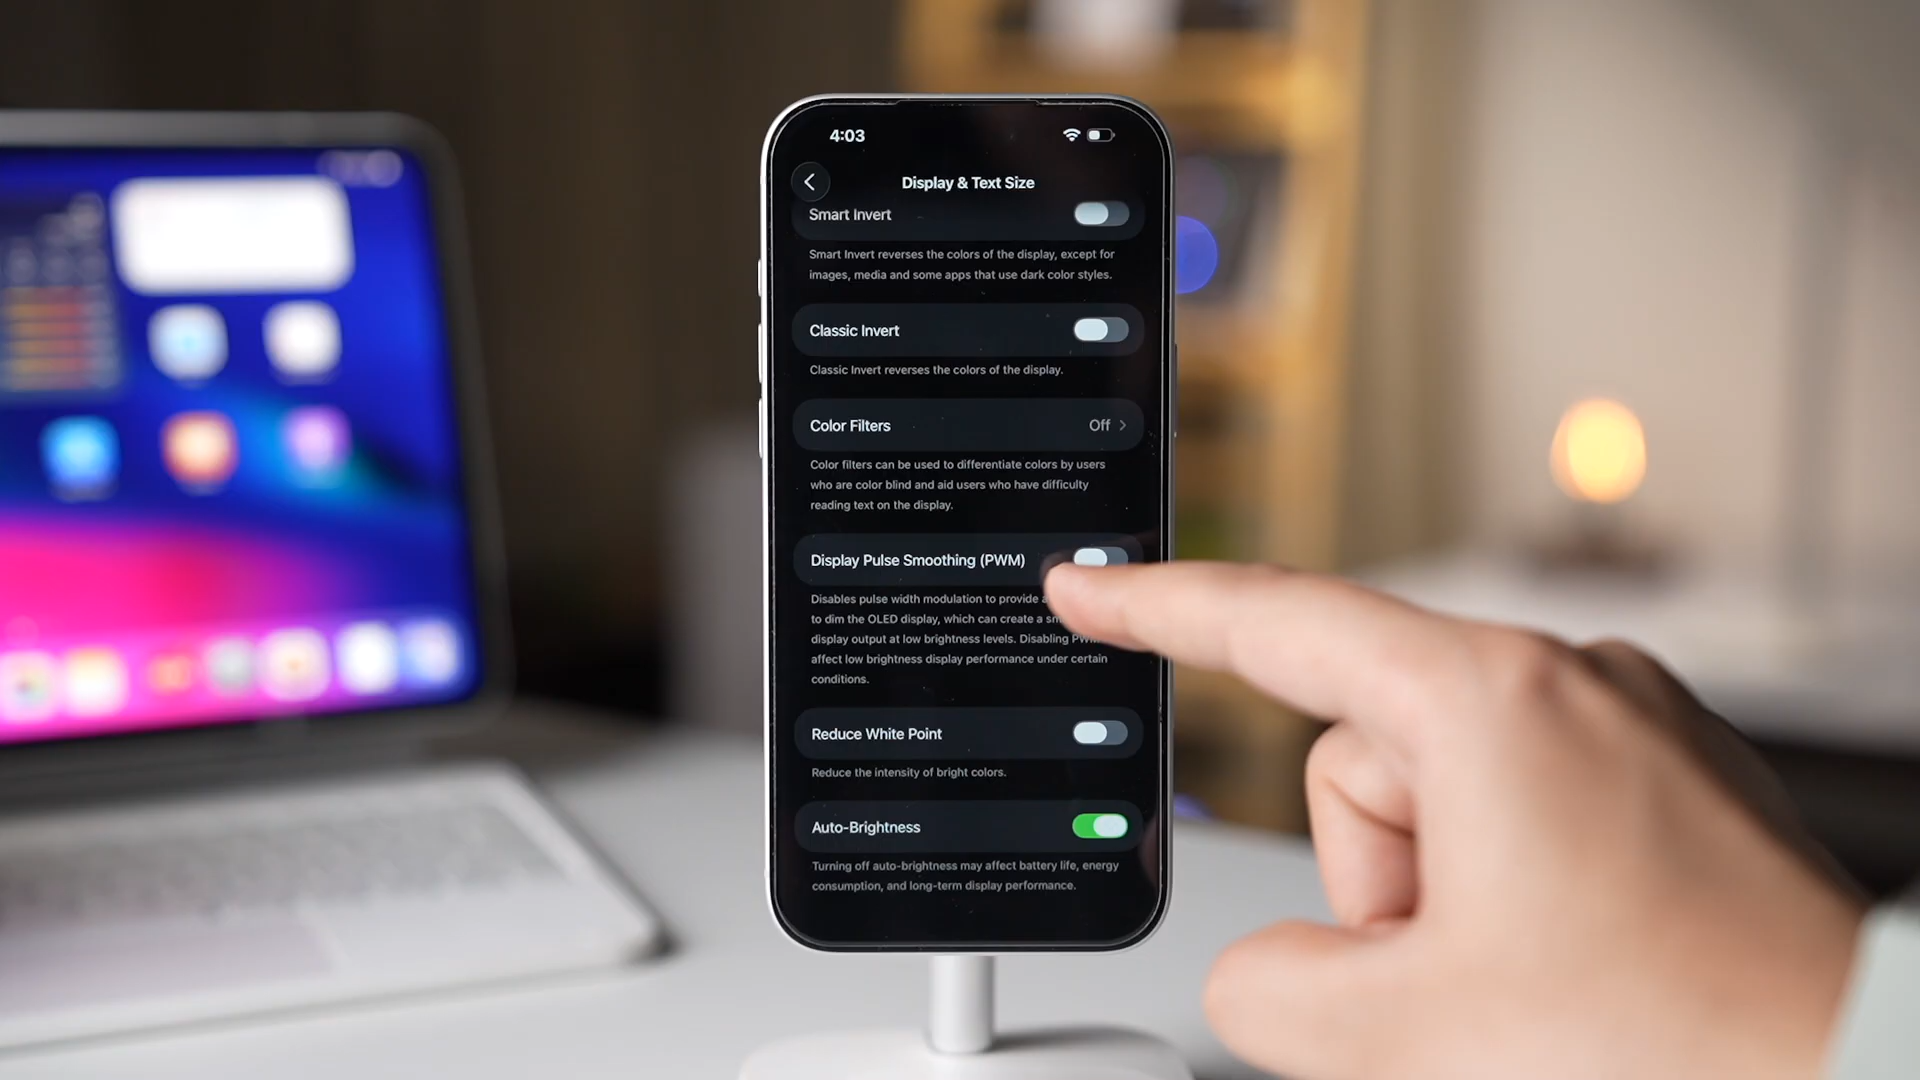 4:03
Display & Text Size
Smart Invert
Smart Invert reverses the colors of the display, except for
images, media and some apps that use dark color styles.
Classic Invert
Classic Invert reverses the colors of the display.
Color Filters Off
Color filters can be used to differentiate colors by users
who are color blind and aid users who have difficulty
reading text on the display.
Display Pulse Smoothing (PWM)
Disables pulse width modulation to provide a
to dim the OLED display, which can create a
display output at low brightness levels. Disabling
affect low brightness display performance under certain
conditions.
Reduce White Point
Reduce the intensity of bright colors.
Auto-Brightness
Turning off auto-brightness may affect battery life, energy
consumption, and long-term display performance.